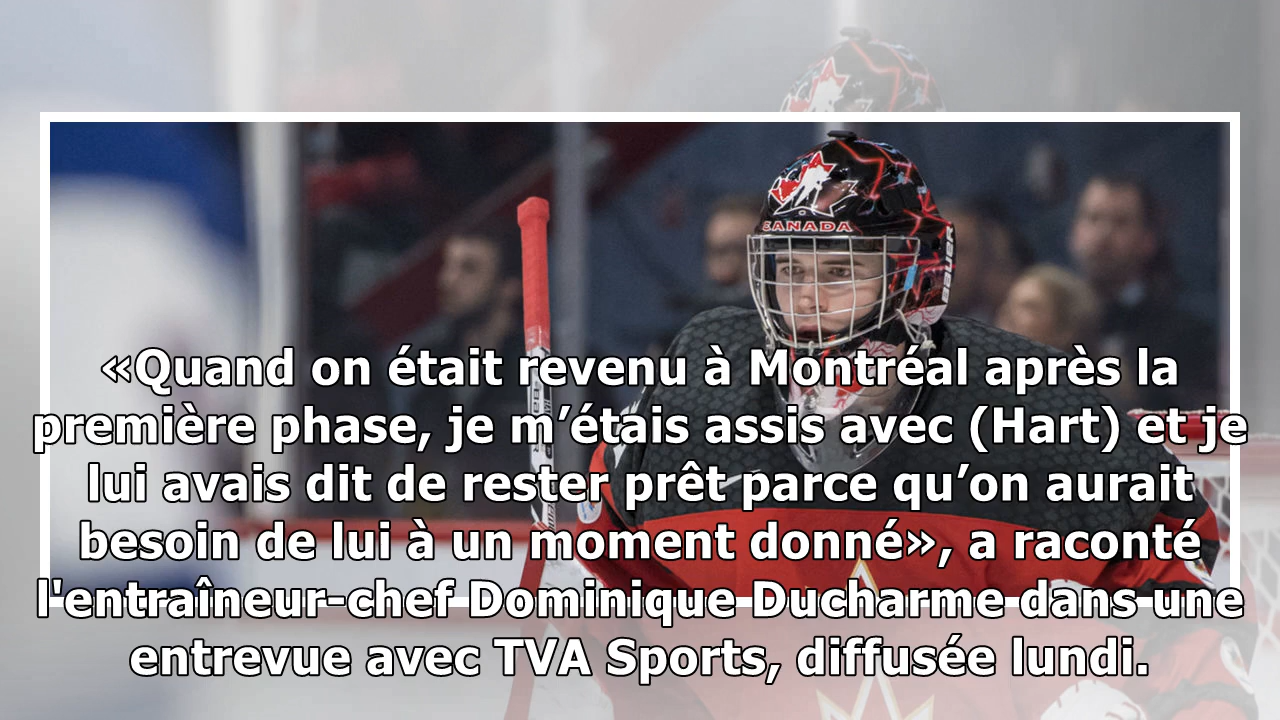 CANADA
BAUER
«Quand on était revenu à Montréal après la
première phase, je m’étais assis avec (Hart) et je
lui avais dit de rester prêt parce qu’on aurait
besoin de lui à un moment donné», a raconté
l'entraîneur-chef Dominique Ducharme dans une
entrevue avec TVA Sports, diffusée lundi.